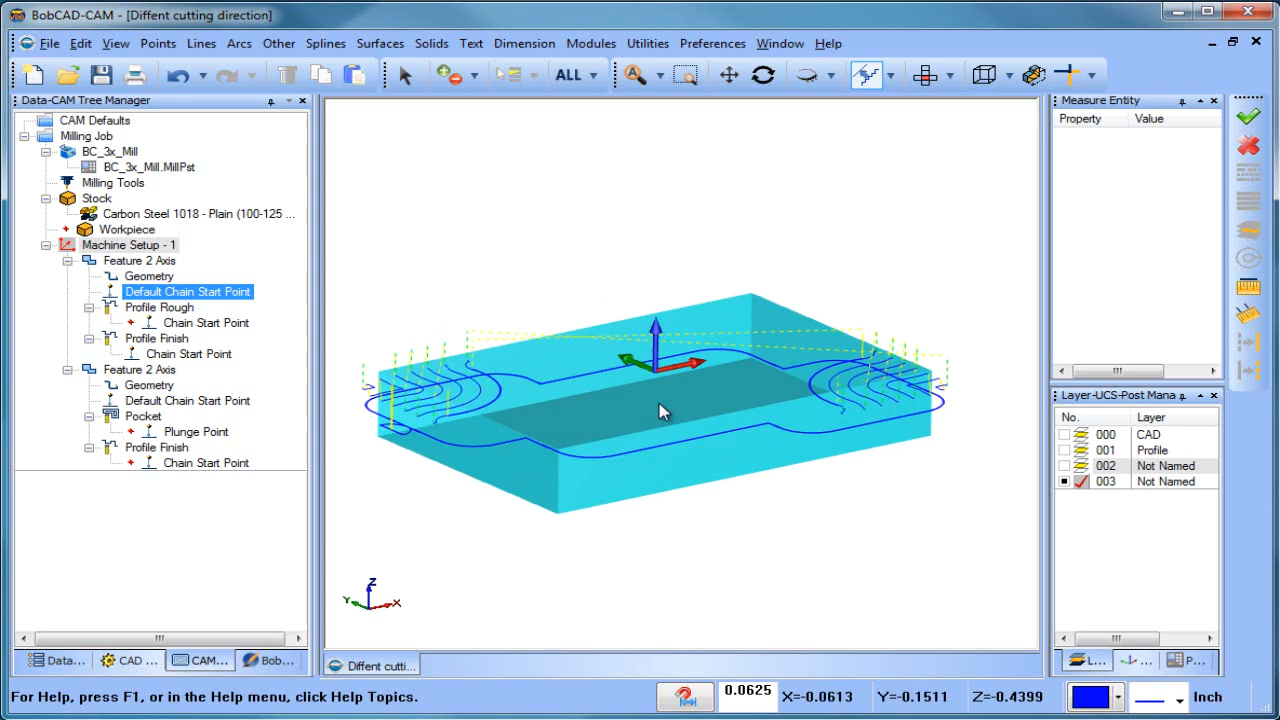 BobCAD-CAM - [Diffent cutting direction]
File Edit View Points Lines Arcs Other Splines Surfaces Solids Text Dimension Modules Utilities Preferences Window Help
ALL
Data-CAM Tree Manager
CAM Defaults
Milling Job
BC_3x_Mill
BC_3x_Mill.MillPst
Milling Tools
Stock
Carbon Steel 1018 - Plain (100-125 ...
Workpiece
Machine Setup - 1
Feature 2 Axis
Geometry
Default Chain Start Point
Profile Rough
Chain Start Point
Profile Finish
Chain Start Point
Feature 2 Axis
Geometry
Default Chain Start Point
Pocket
Plunge Point
Profile Finish
Chain Start Point
Data... CAD ... CAM... Bob...
Z
Y
X
Diffent cutti...
Measure Entity
Property Value
Layer-UCS-Post Mana
No. Layer
000 CAD
001 Profile
002 Not Named
003 Not Named
L... ... P...
For Help, press F1, or in the Help menu, click Help Topics.
0.0625 X=-0.0613 Y=-0.1511 Z=-0.4399 Inch